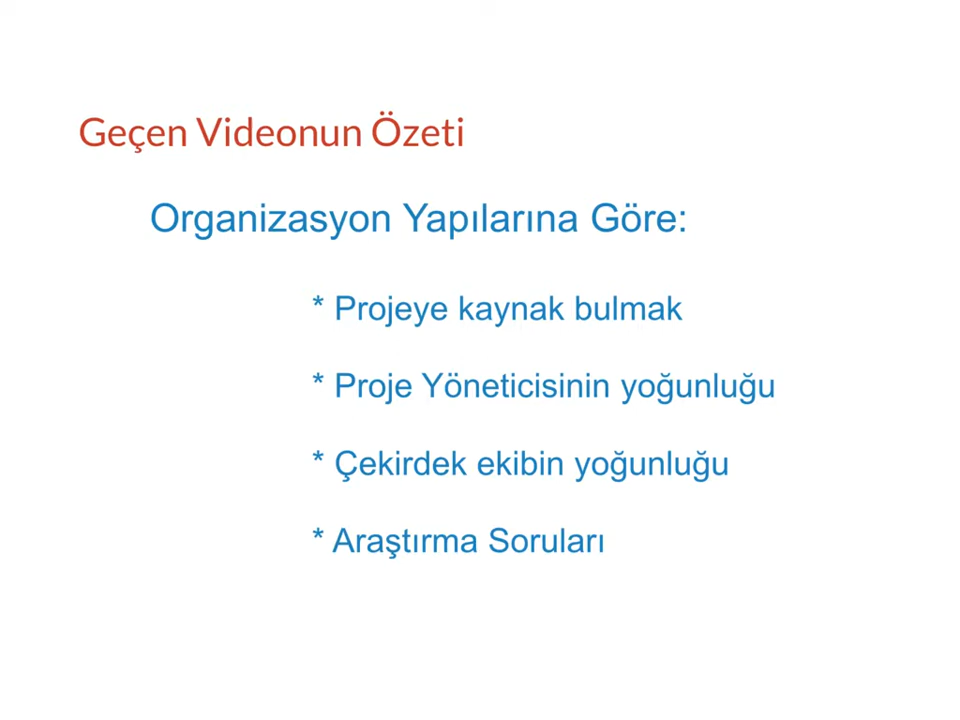 Geçen Videonun Özeti
Organizasyon Yapılarına Göre:
* Projeye kaynak bulmak
* Proje Yöneticisinin yoğunluğu
* Çekirdek ekibin yoğunluğu
* Araştırma Soruları